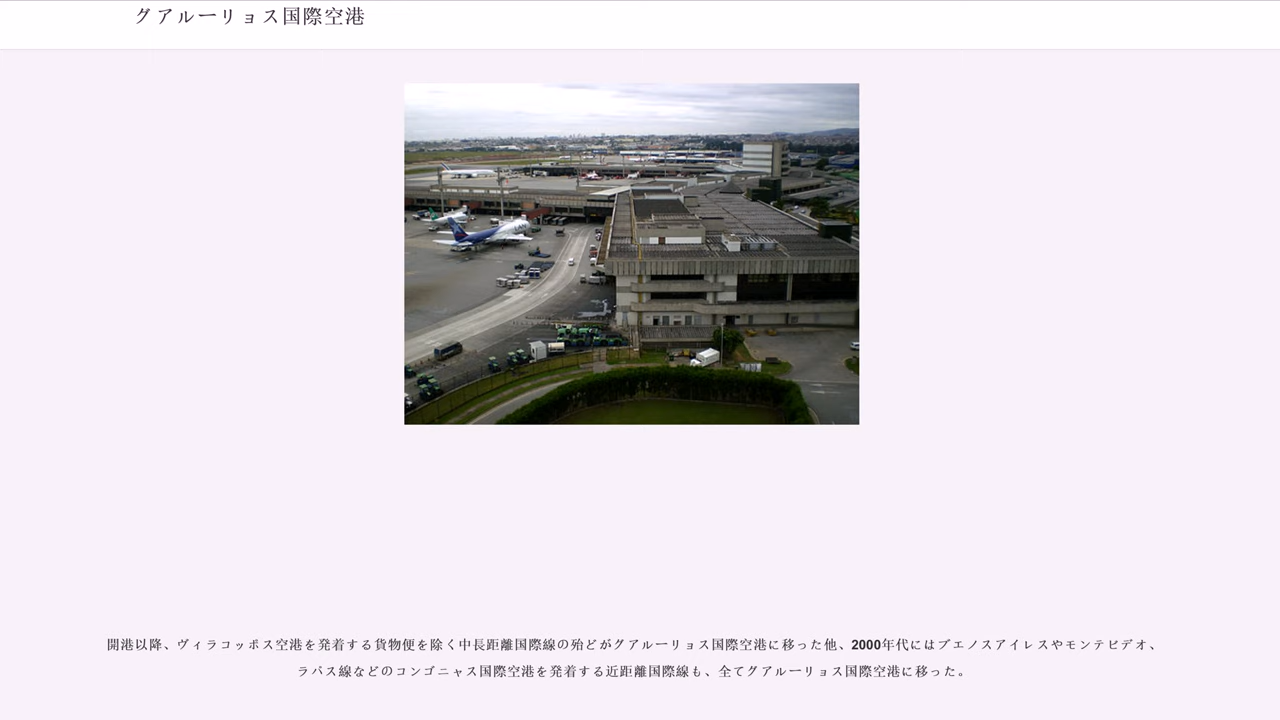 グアルーリョス国際空港
開港以降、ヴィラコッポス空港を発着する貨物便を除く中長距離国際線の殆どがグアルーリョス国際空港に移った他、2000年代にはブエノスアイレスやモンテビデオ、
ラパス線などのコンゴニャス国際空港を発着する近距離国際線も、全てグアルーリョス国際空港に移った。